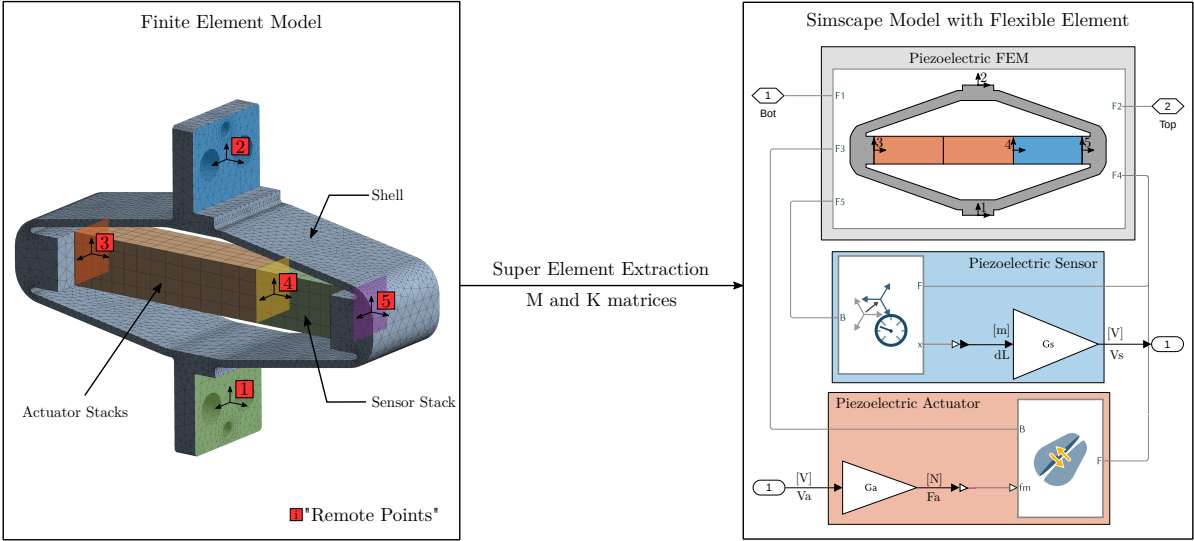 Finite Element Model
2
Shell
3
4
5
1
Actuator Stacks
Sensor Stack
i "Remote Points"
Super Element Extraction
M and K matrices
Simscape Model with Flexible Element
Piezoelectric FEM
1
Bot
F1
F3
F5
2
3
4
5
1
F2
F4
2
Top
Piezoelectric Sensor
B
F
x
[m]
dL
Gs
[V]
Vs
1
Piezoelectric Actuator
B
F
fm
1
[V]
Va
Ga
[N]
Fa